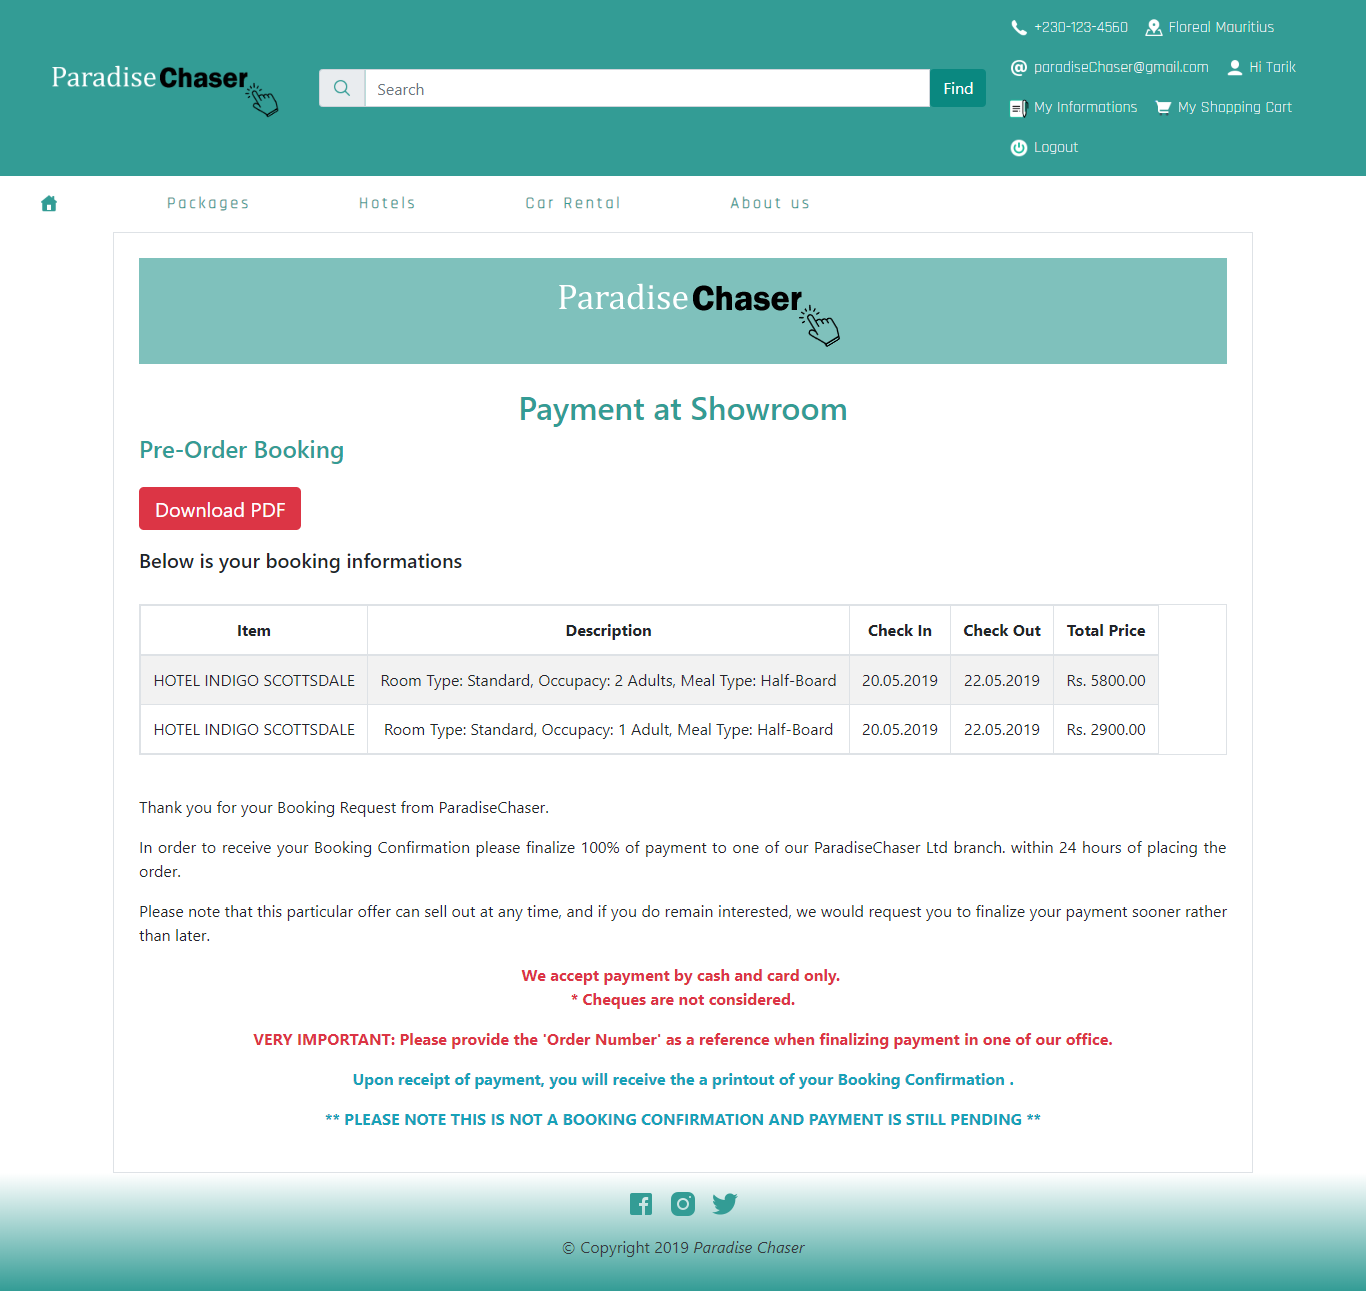 +230-123-4560 Floreal Mauritius
ParadiseChaser
Search
Find
@ paradiseChaser@gmail.com Hi Tarik
My Informations My Shopping Cart
Logout
Packages Hotels Car Rental About us
ParadiseChaser
Payment at Showroom
Pre-Order Booking
Download PDF
Below is your booking informations
Item Description Check In Check Out Total Price
HOTEL INDIGO SCOTTSDALE Room Type: Standard, Occupacy: 2 Adults, Meal Type: Half-Board 20.05.2019 22.05.2019 Rs. 5800.00
HOTEL INDIGO SCOTTSDALE Room Type: Standard, Occupacy: 1 Adult, Meal Type: Half-Board 20.05.2019 22.05.2019 Rs. 2900.00
Thank you for your Booking Request from ParadiseChaser.
In order to receive your Booking Confirmation please finalize 100% of payment to one of our ParadiseChaser Ltd branch. within 24 hours of placing the
order.
Please note that this particular offer can sell out at any time, and if you do remain interested, we would request you to finalize your payment sooner rather
than later.
We accept payment by cash and card only.
* Cheques are not considered.
VERY IMPORTANT: Please provide the 'Order Number' as a reference when finalizing payment in one of our office.
Upon receipt of payment, you will receive the a printout of your Booking Confirmation .
** PLEASE NOTE THIS IS NOT A BOOKING CONFIRMATION AND PAYMENT IS STILL PENDING **
© Copyright 2019 Paradise Chaser